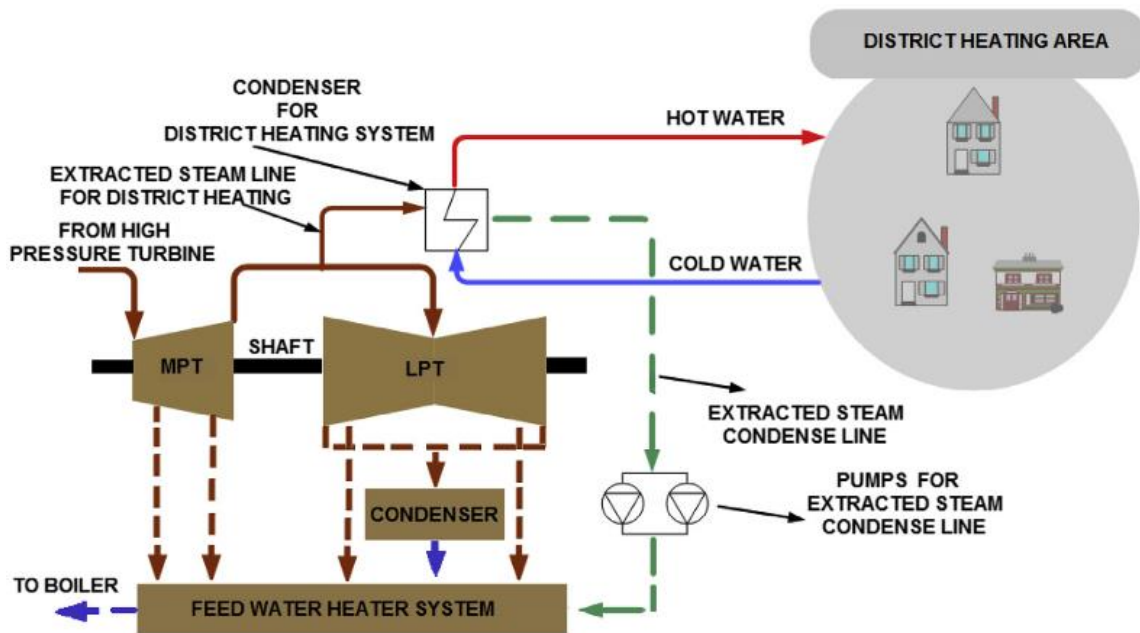 DISTRICT HEATING AREA
CONDENSER
FOR
DISTRICT HEATING SYSTEM
HOT WATER
EXTRACTED STEAM LINE
FOR DISTRICT HEATING
FROM HIGH
PRESSURE TURBINE
COLD WATER
SHAFT
MPT
LPT
EXTRACTED STEAM
CONDENSE LINE
PUMPS FOR
EXTRACTED STEAM
CONDENSE LINE
CONDENSER
TO BOILER
FEED WATER HEATER SYSTEM